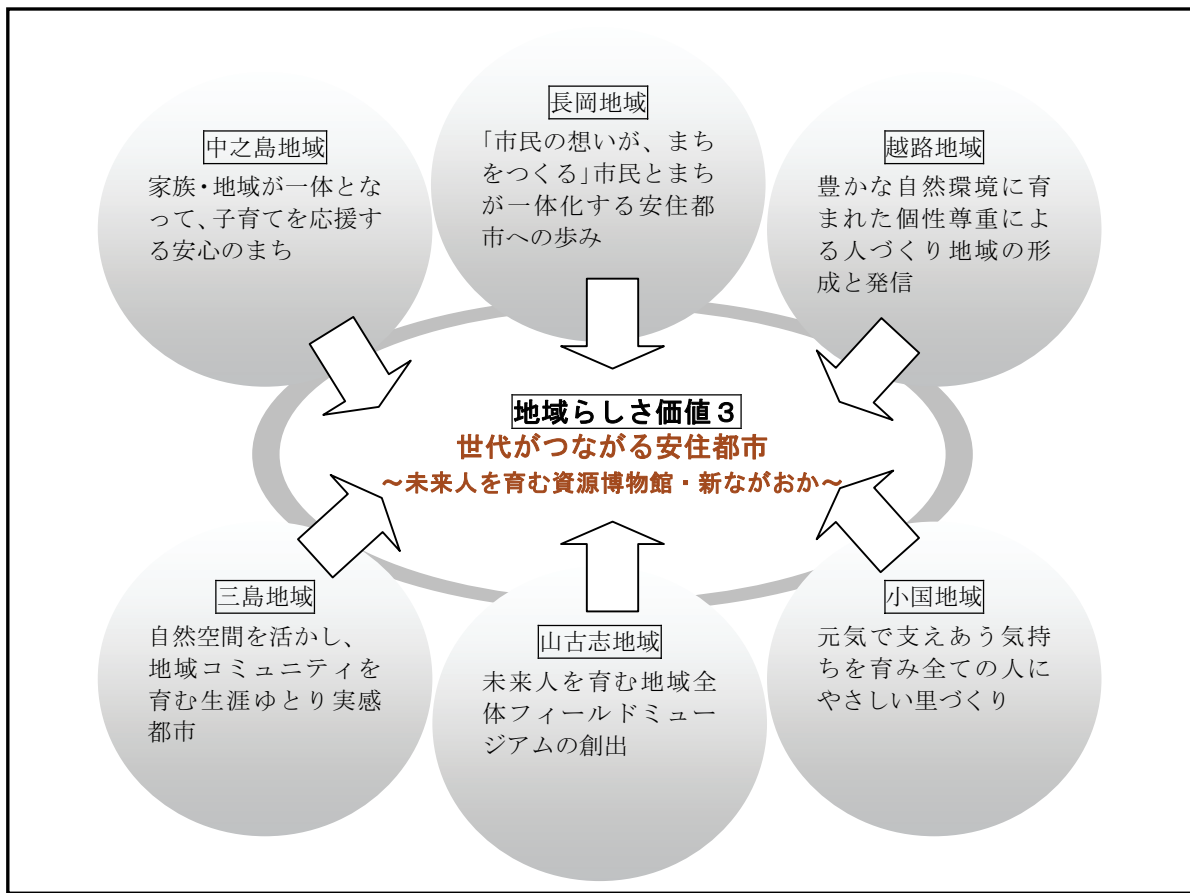 長岡地域
「市民の想いが、まち
をつくる」市民とまち
が一体化する安住都
市への歩み
中之島地域
家族・地域が一体とな
って、子育てを応援す
る安心のまち
越路地域
豊かな自然環境に育
まれた個性尊重によ
る人づくり地域の形
成と発信
地域らしさ価値３
世代がつながる安住都市
～未来人を育む資源博物館・新ながおか～
三島地域
自然空間を活かし、
地域コミュニティを
育む生涯ゆとり実感
都市
山古志地域
未来人を育む地域全
体フィールドミュー
ジアムの創出
小国地域
元気で支えあう気持
ちを育み全ての人に
やさしい里づくり